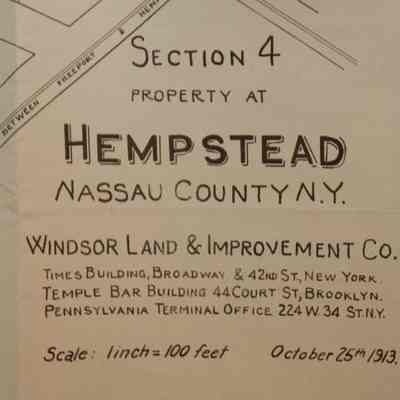 BETWEEN FREEPORT & HEMP
SECTION 4
PROPERTY AT
HEMPSTEAD
NASSAU COUNTY N.Y.
WINDSOR LAND & IMPROVEMENT CO.
TIMES BUILDING, BROADWAY & 42ND ST, NEW YORK.
TEMPLE BAR BUILDING 44 COURT ST, BROOKLYN.
PENNSYLVANIA TERMINAL OFFICE 224 W. 34 ST. N.Y.
Scale: 1inch = 100 feet October 25th 1913.